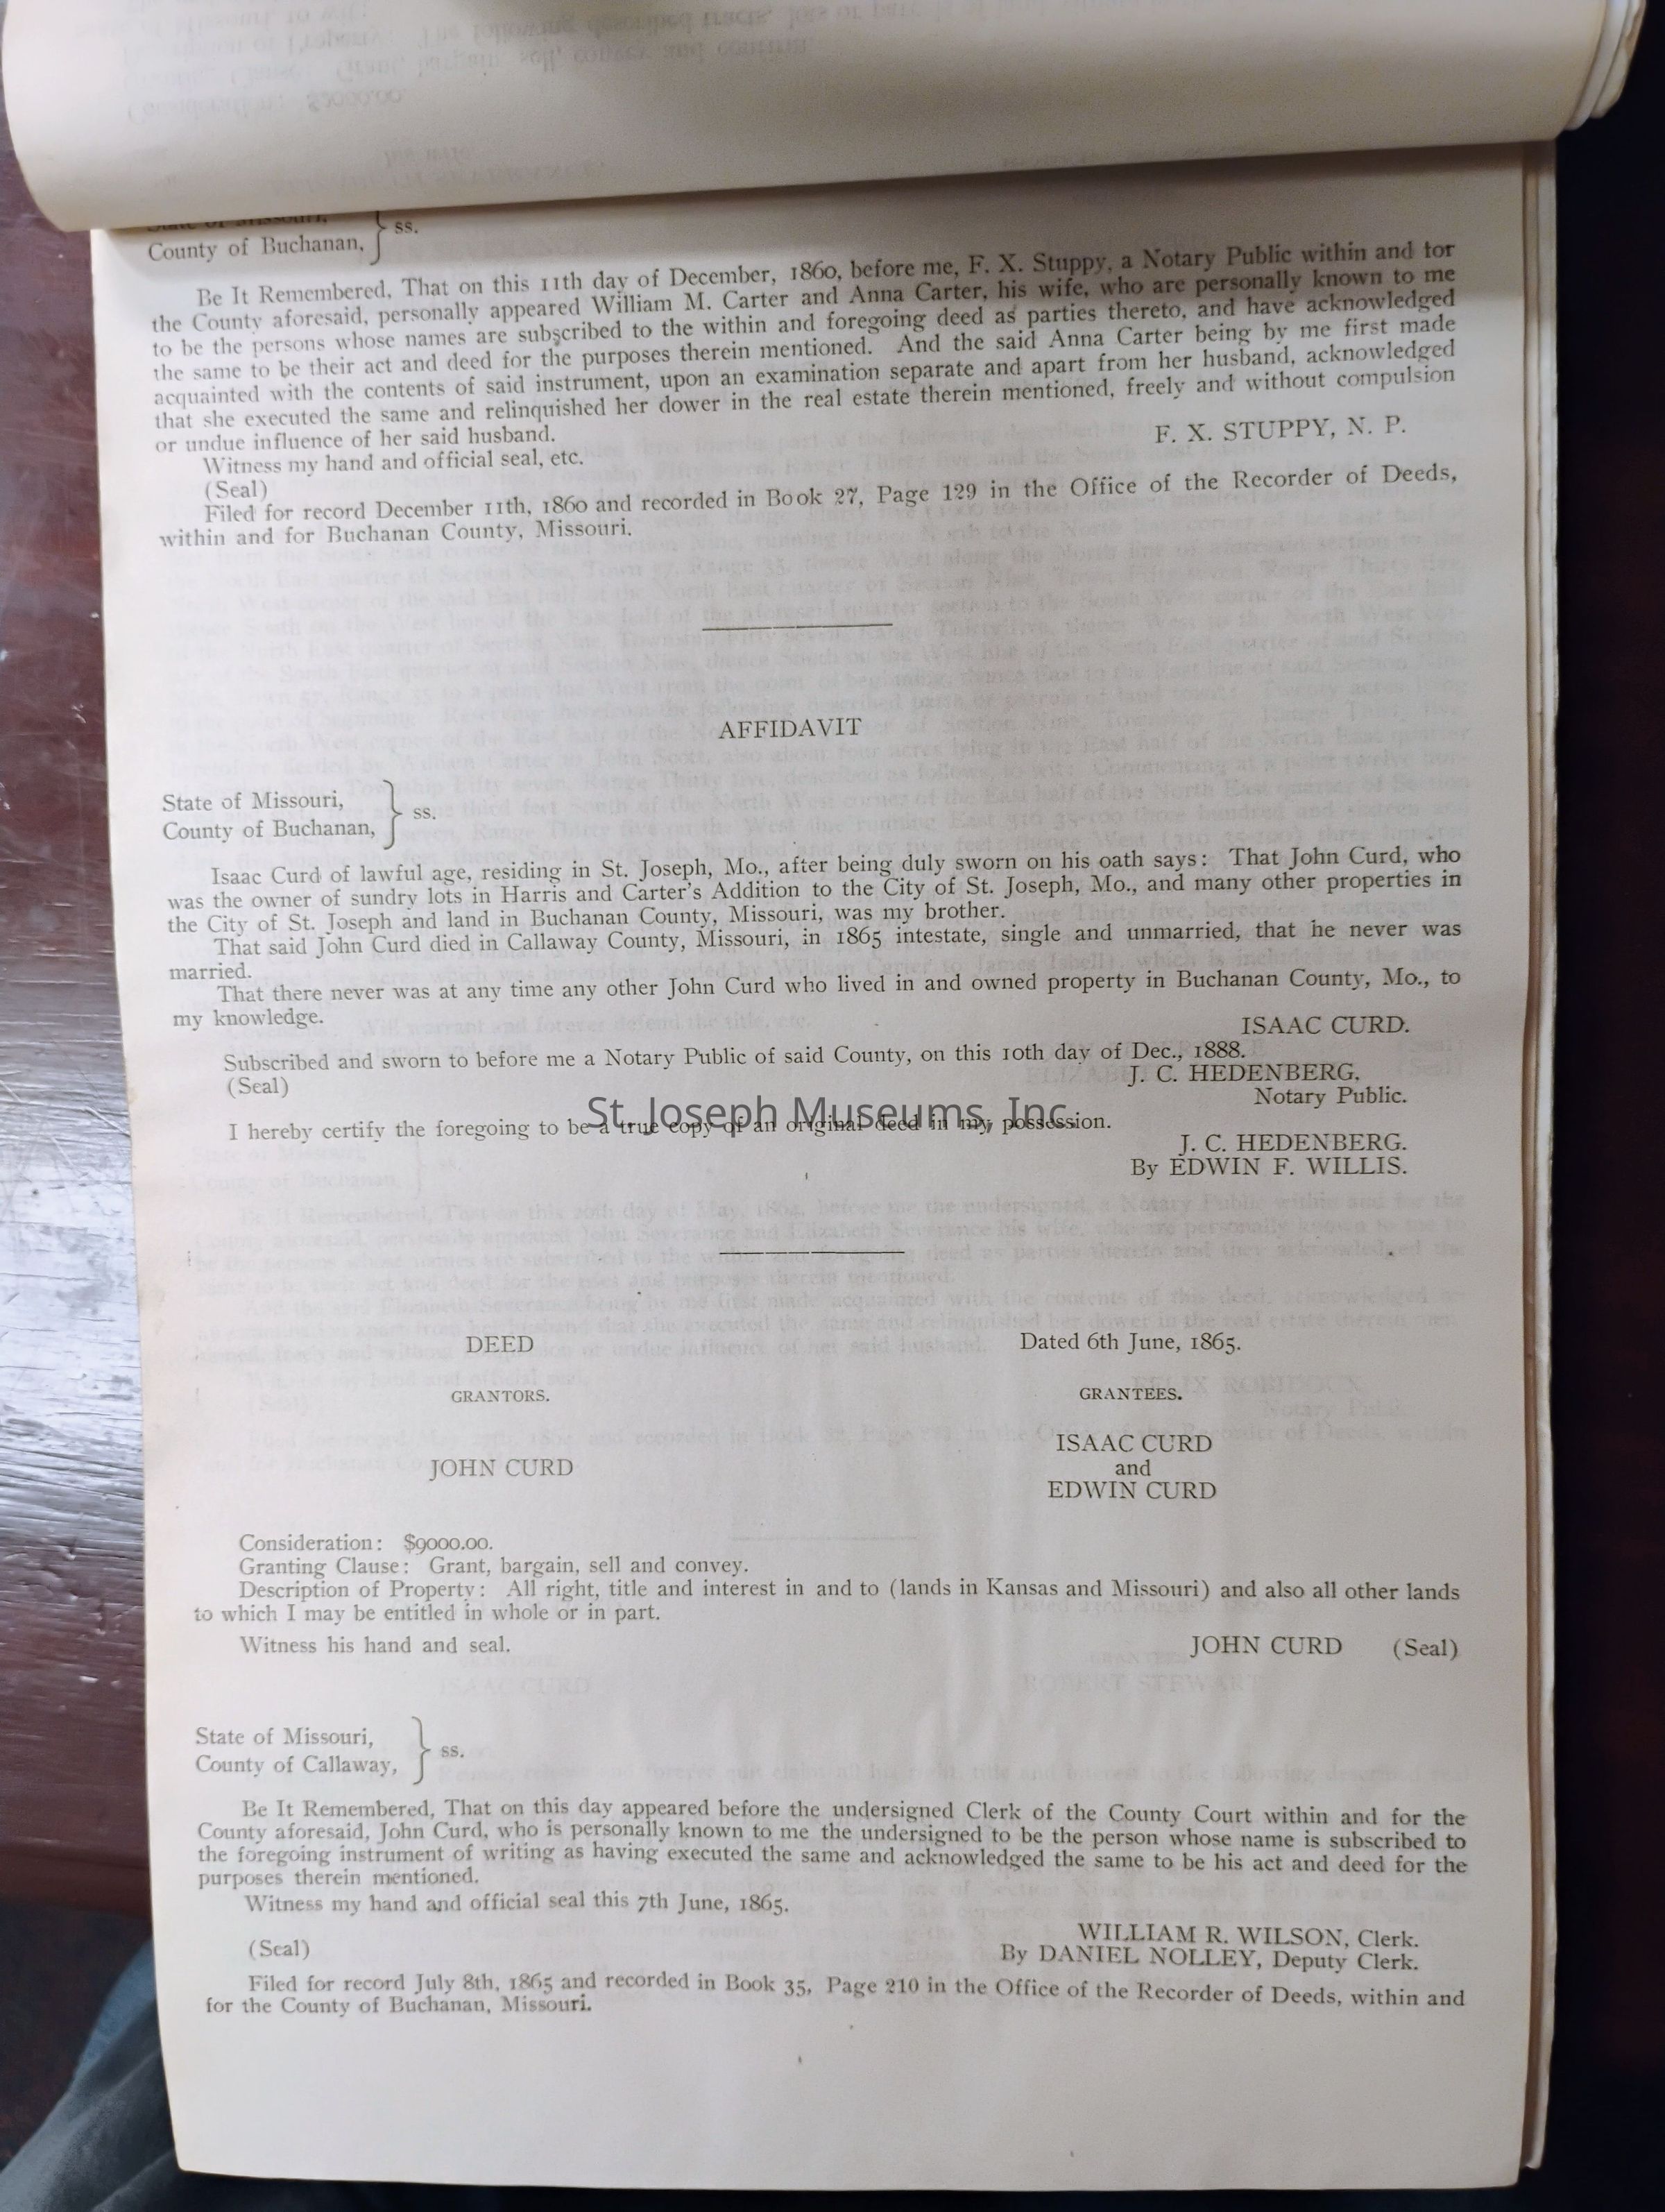 State of Missouri,
County of Buchanan, } ss.
Be It Remembered, That on this 11th day of December, 1860, before me, F. X. Stuppy, a Notary Public within and tor
the County aforesaid, personally appeared William M. Carter and Anna Carter, his wife, who are personally known to me
to be the persons whose names are subscribed to the within and foregoing deed as parties thereto, and have acknowledged
the same to be their act and deed for the purposes therein mentioned. And the said Anna Carter being by me first made
acquainted with the contents of said instrument, upon an examination separate and apart from her husband, acknowledged
that she executed the same and relinquished her dower in the real estate therein mentioned, freely and without compulsion
or undue influence of her said husband.
F. X. STUPPY, N. P.
Witness my hand and official seal, etc.
(Seal)
Filed for record December 11th, 1860 and recorded in Book 27, Page 129 in the Office of the Recorder of Deeds,
within and for Buchanan County, Missouri.
AFFIDAVIT
State of Missouri,
County of Buchanan, } ss.
Isaac Curd of lawful age, residing in St. Joseph, Mo., after being duly sworn on his oath says: That John Curd, who
was the owner of sundry lots in Harris and Carter's Addition to the City of St. Joseph, Mo., and many other properties in
the City of St. Joseph and land in Buchanan County, Missouri, was my brother.
That said John Curd died in Callaway County, Missouri, in 1865 intestate, single and unmarried, that he never was
married.
That there never was at any time any other John Curd who lived in and owned property in Buchanan County, Mo., to
my knowledge.
ISAAC CURD.
Subscribed and sworn to before me a Notary Public of said County, on this 10th day of Dec., 1888.
(Seal) J. C. HEDENBERG,
Notary Public.
St. Joseph Museums, Inc.
I hereby certify the foregoing to be a true copy of an original deed in my possession.
J. C. HEDENBERG.
By EDWIN F. WILLIS.
DEED Dated 6th June, 1865.
GRANTORS. GRANTEES.
ISAAC CURD
JOHN CURD and
EDWIN CURD
Consideration: $9000.00.
Granting Clause: Grant, bargain, sell and convey.
Description of Property: All right, title and interest in and to (lands in Kansas and Missouri) and also all other lands
to which I may be entitled in whole or in part.
Witness his hand and seal. JOHN CURD (Seal)
State of Missouri,
County of Callaway, } ss.
Be It Remembered, That on this day appeared before the undersigned Clerk of the County Court within and for the
County aforesaid, John Curd, who is personally known to me the undersigned to be the person whose name is subscribed to
the foregoing instrument of writing as having executed the same and acknowledged the same to be his act and deed for the
purposes therein mentioned.
Witness my hand and official seal this 7th June, 1865.
WILLIAM R. WILSON, Clerk.
(Seal) By DANIEL NOLLEY, Deputy Clerk.
Filed for record July 8th, 1865 and recorded in Book 35, Page 210 in the Office of the Recorder of Deeds, within and
for the County of Buchanan, Missouri.